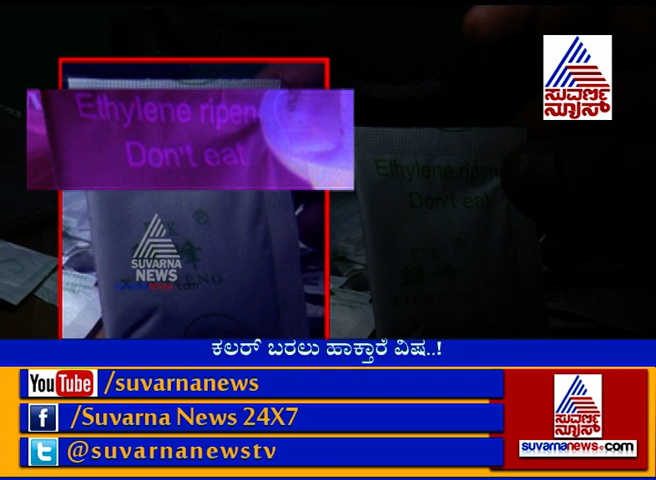 ಸುವರ್ಣ
ನ್ಯೂಸ್
Ethylene ripen
Don't eat
Ethylene ripen
Don't eat
®
SUVARNA
NEWS
ಕಲರ್ ಬರಲು ಹಾಕ್ತಾರೆ ವಿಷ..!
You Tube /suvarnanews
f /Suvarna News 24X7
@suvarnanewstv
ಸುವರ್ಣ
ನ್ಯೂಸ್
suvarnanews.com